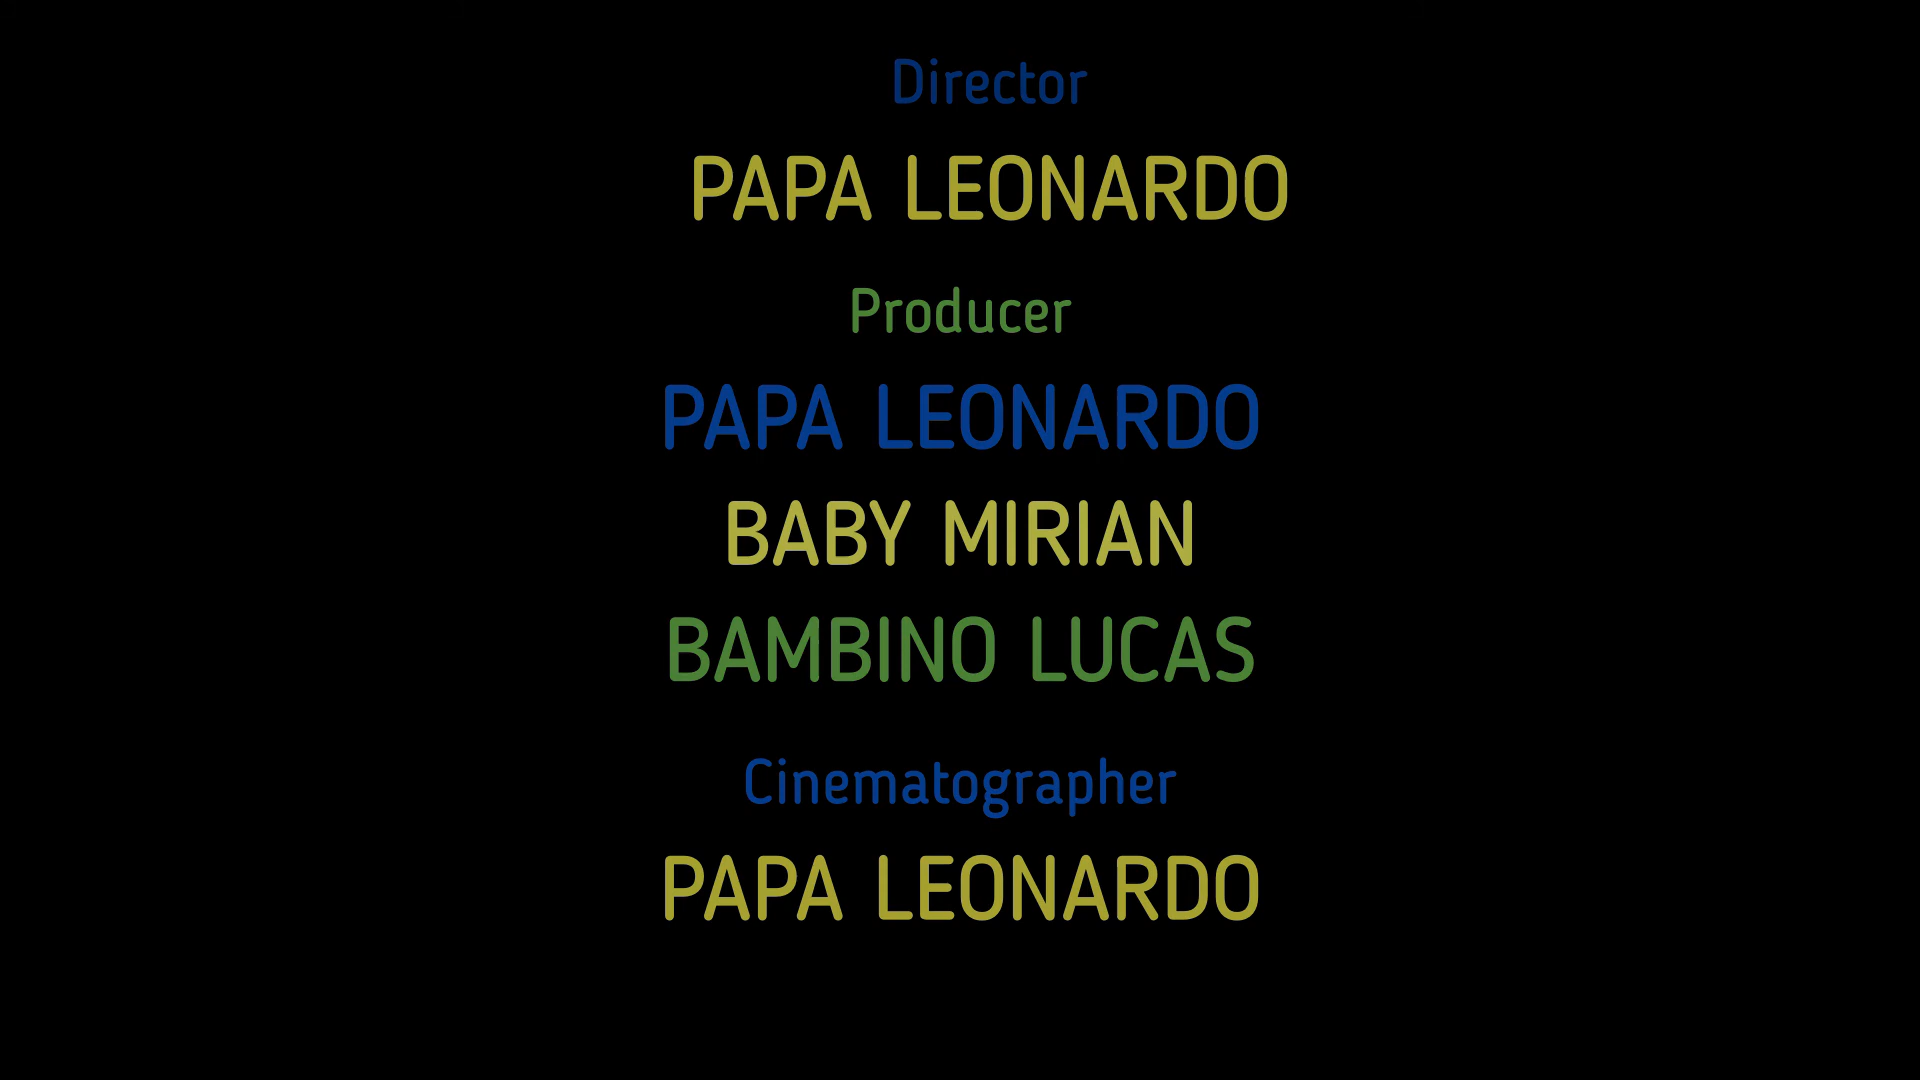 Director
PAPA LEONARDO
Producer
PAPA LEONARDO
BABY MIRIAN
BAMBINO LUCAS
Cinematographer
PAPA LEONARDO